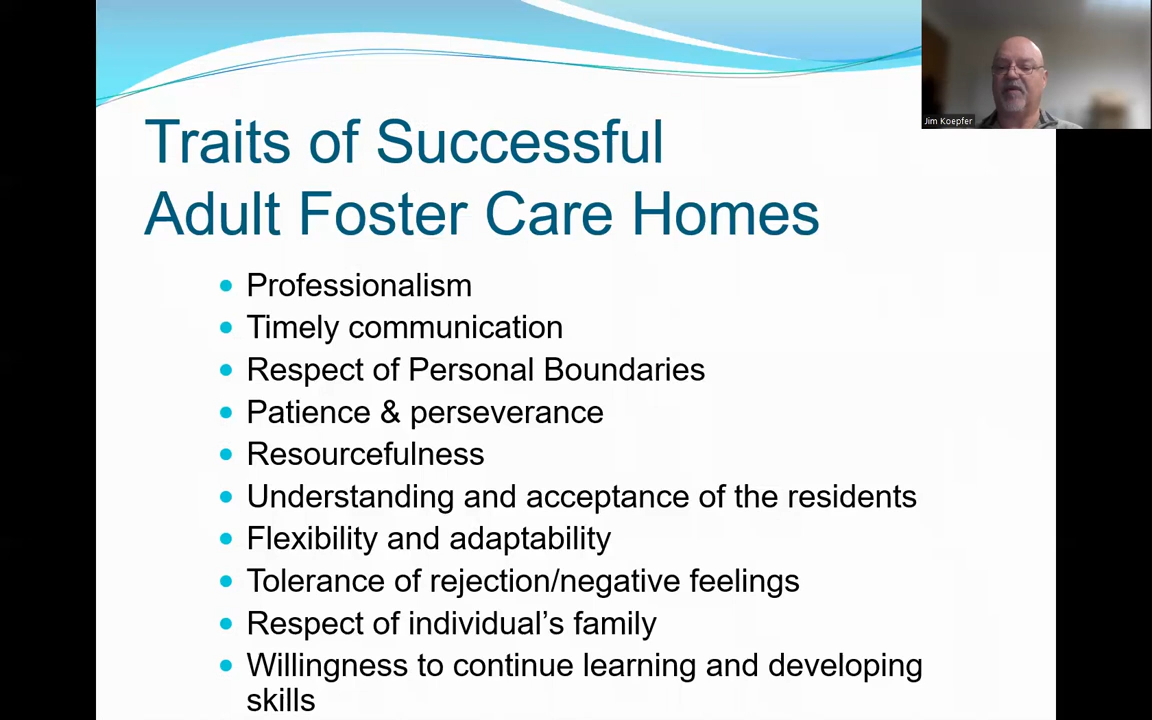 Jim Koepfer
Traits of Successful
Adult Foster Care Homes
Professionalism
Timely communication
Respect of Personal Boundaries
Patience & perseverance
Resourcefulness
Understanding and acceptance of the residents
Flexibility and adaptability
Tolerance of rejection/negative feelings
Respect of individual’s family
Willingness to continue learning and developing
skills